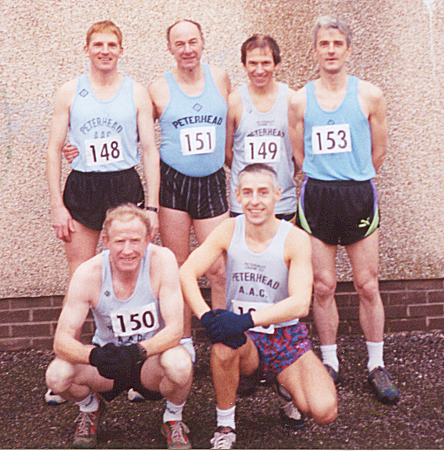 PETERHEAD
A.A.C.
148
PETERHEAD
151
149
153
150
PETERHEAD
A.A.C.